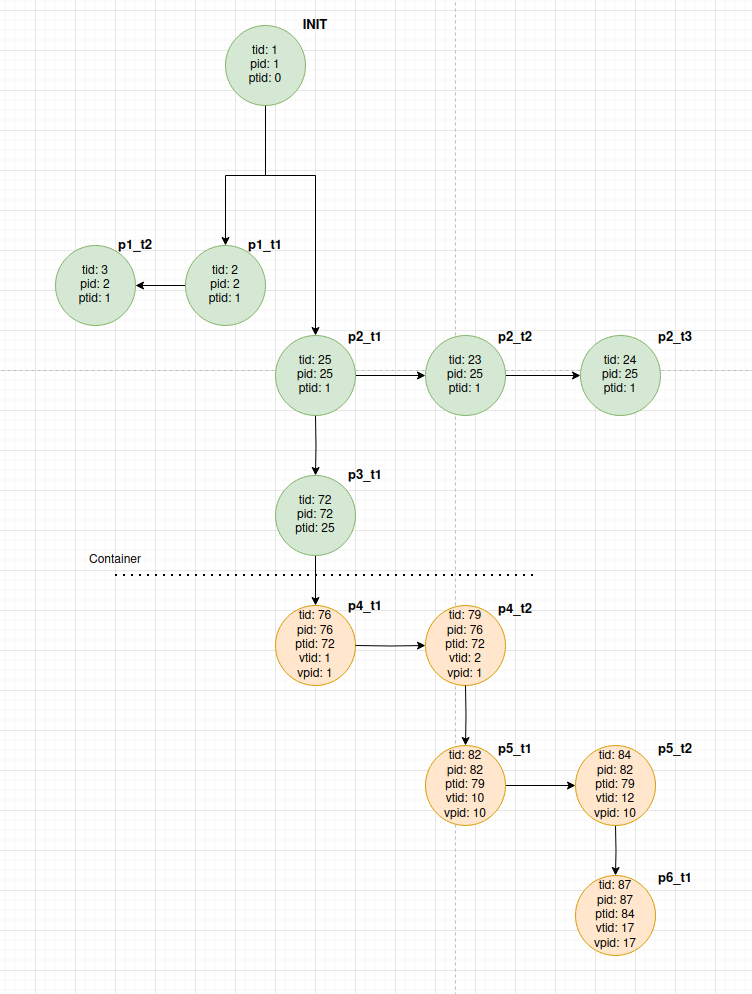 INIT
tid: 1
pid: 1
ptid: 0
p1_t2
tid: 3
pid: 2
ptid: 1
p1_t1
tid: 2
pid: 2
ptid: 1
p2_t1
tid: 25
pid: 25
ptid: 1
p2_t2
tid: 23
pid: 25
ptid: 1
p2_t3
tid: 24
pid: 25
ptid: 1
p3_t1
tid: 72
pid: 72
ptid: 25
Container
p4_t1
tid: 76
pid: 76
ptid: 72
vtid: 1
vpid: 1
p4_t2
tid: 79
pid: 76
ptid: 72
vtid: 2
vpid: 1
p5_t1
tid: 82
pid: 82
ptid: 79
vtid: 10
vpid: 10
p5_t2
tid: 84
pid: 82
ptid: 79
vtid: 12
vpid: 10
p6_t1
tid: 87
pid: 87
ptid: 84
vtid: 17
vpid: 17